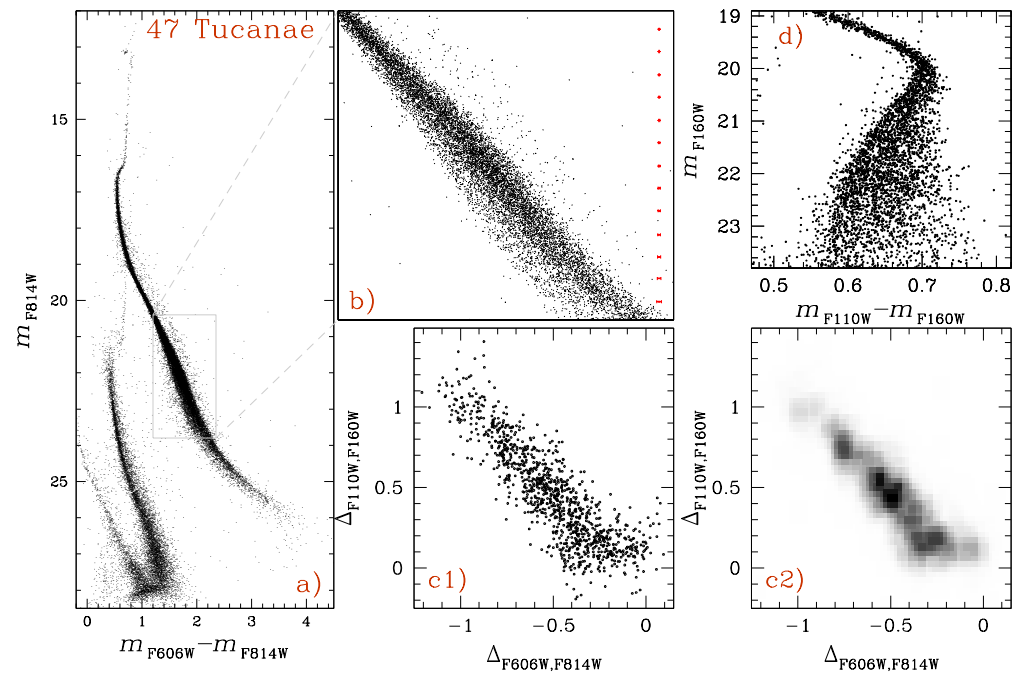 47 Tucanae
15
20
25
m F814W
0 1 2 3 4
m F606W−m F814W
a)
b)
d)
19
20
21
22
23
m F160W
0.5 0.6 0.7 0.8
m F110W−m F160W
c1)
1
0.5
0
Δ F110W,F160W
−1 −0.5 0
Δ F606W,F814W
c2)
1
0.5
0
Δ F110W,F160W
−1 −0.5 0
Δ F606W,F814W